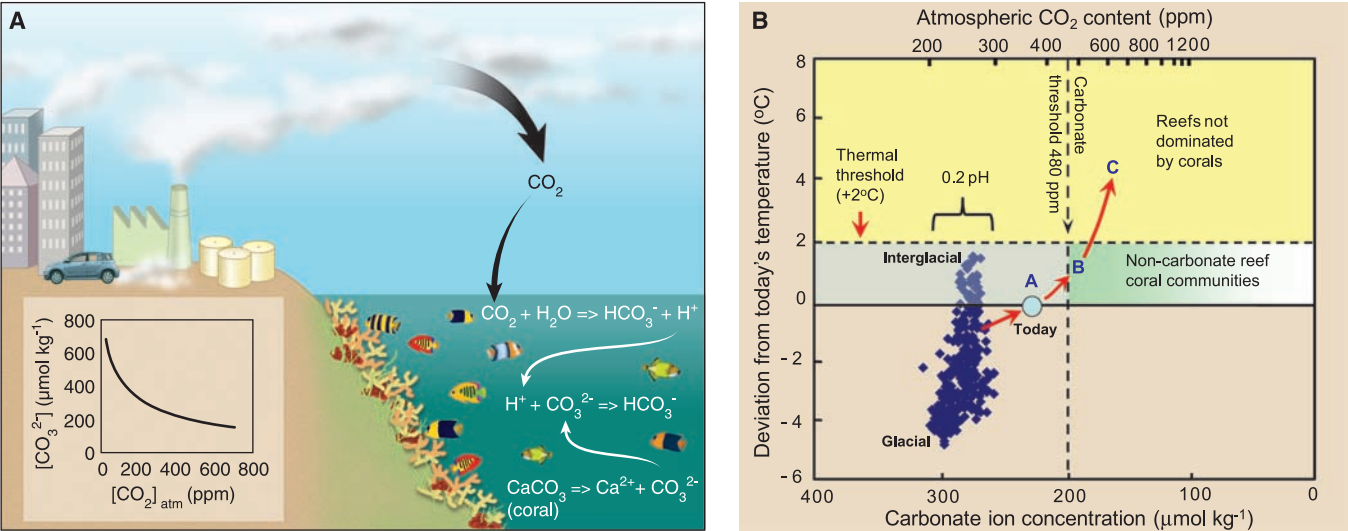 A
CO₂
CO₂ + H₂O => HCO₃⁻ + H⁺
H⁺ + CO₃²⁻ => HCO₃⁻
CaCO₃ => Ca²⁺ + CO₃²⁻
(coral)
[CO₃²⁻] (µmol kg⁻¹)
800
600
400
200
0
0 200 400 600 800
[CO₂] atm (ppm)
B
Atmospheric CO₂ content (ppm)
200 300 400 600 800 1200
Deviation from today's temperature (ºC)
8
6
4
2
0
- 2
- 4
- 6
Carbonate
threshold 480 ppm
Reefs not
dominated
by corals
Thermal
threshold
(+2ºC)
0.2 pH
C
Interglacial
A
B
Non-carbonate reef
coral communities
Today
Glacial
400 300 200 100 0
Carbonate ion concentration (µmol kg⁻¹)